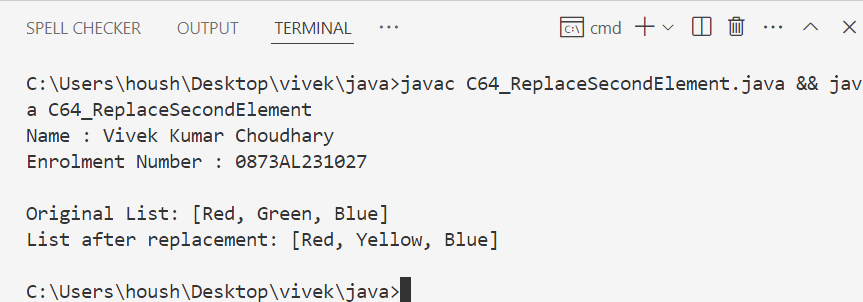 SPELL CHECKER OUTPUT TERMINAL ··· cmd
C:\Users\housh\Desktop\vivek\java>javac C64_ReplaceSecondElement.java && jav
a C64_ReplaceSecondElement
Name : Vivek Kumar Choudhary
Enrolment Number : 0873AL231027
Original List: [Red, Green, Blue]
List after replacement: [Red, Yellow, Blue]
C:\Users\housh\Desktop\vivek\java>